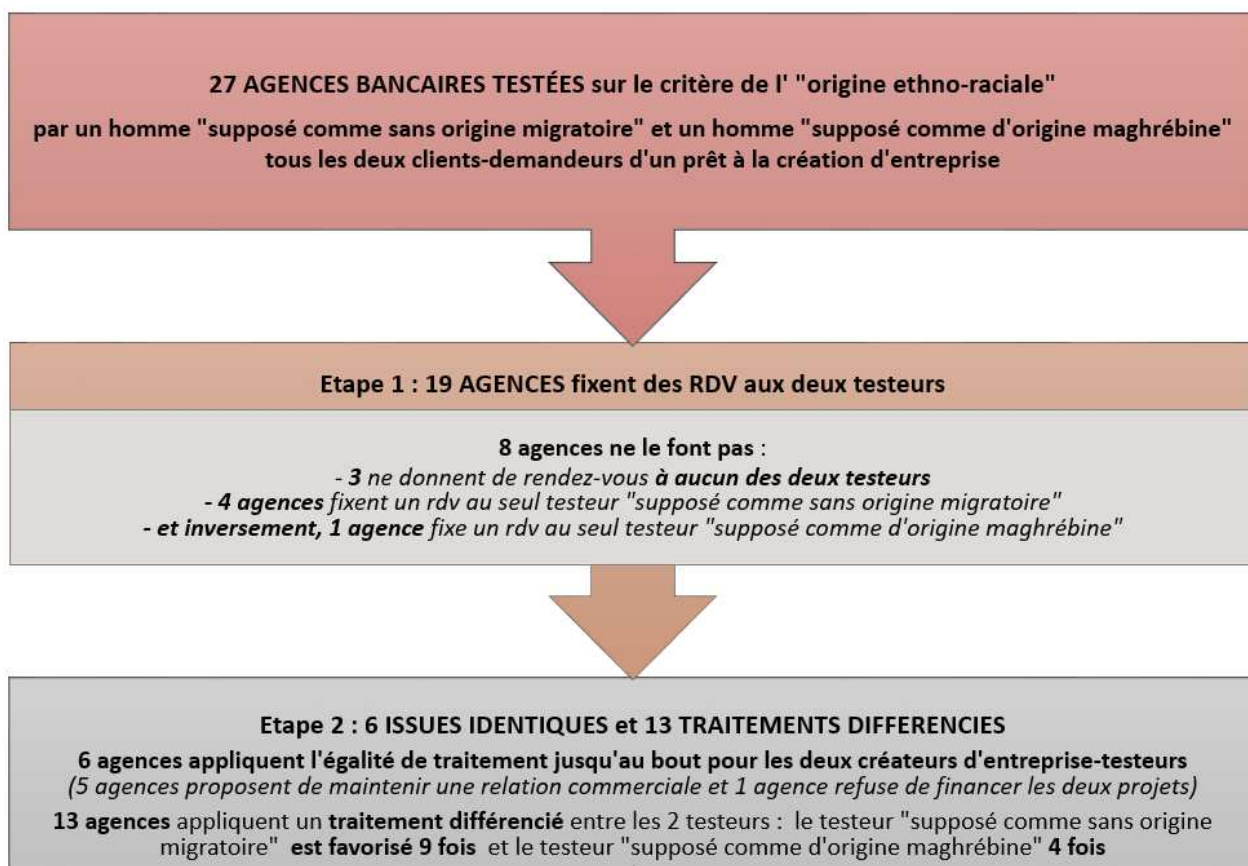 27 AGENCES BANCAIRES TESTÉES sur le critère de l' "origine ethno-raciale"
par un homme "supposé comme sans origine migratoire" et un homme "supposé comme d'origine maghrébine"
tous les deux clients-demandeurs d'un prêt à la création d'entreprise
Etape 1 : 19 AGENCES fixent des RDV aux deux testeurs
8 agences ne le font pas :
- 3 ne donnent de rendez-vous à aucun des deux testeurs
- 4 agences fixent un rdv au seul testeur "supposé comme sans origine migratoire"
- et inversement, 1 agence fixe un rdv au seul testeur "supposé comme d'origine maghrébine"
Etape 2 : 6 ISSUES IDENTIQUES et 13 TRAITEMENTS DIFFERENCIES
6 agences appliquent l'égalité de traitement jusqu'au bout pour les deux créateurs d'entreprise-testeurs
(5 agences proposent de maintenir une relation commerciale et 1 agence refuse de financer les deux projets)
13 agences appliquent un traitement différencié entre les 2 testeurs : le testeur "supposé comme sans origine
migratoire" est favorisé 9 fois et le testeur "supposé comme d'origine maghrébine" 4 fois